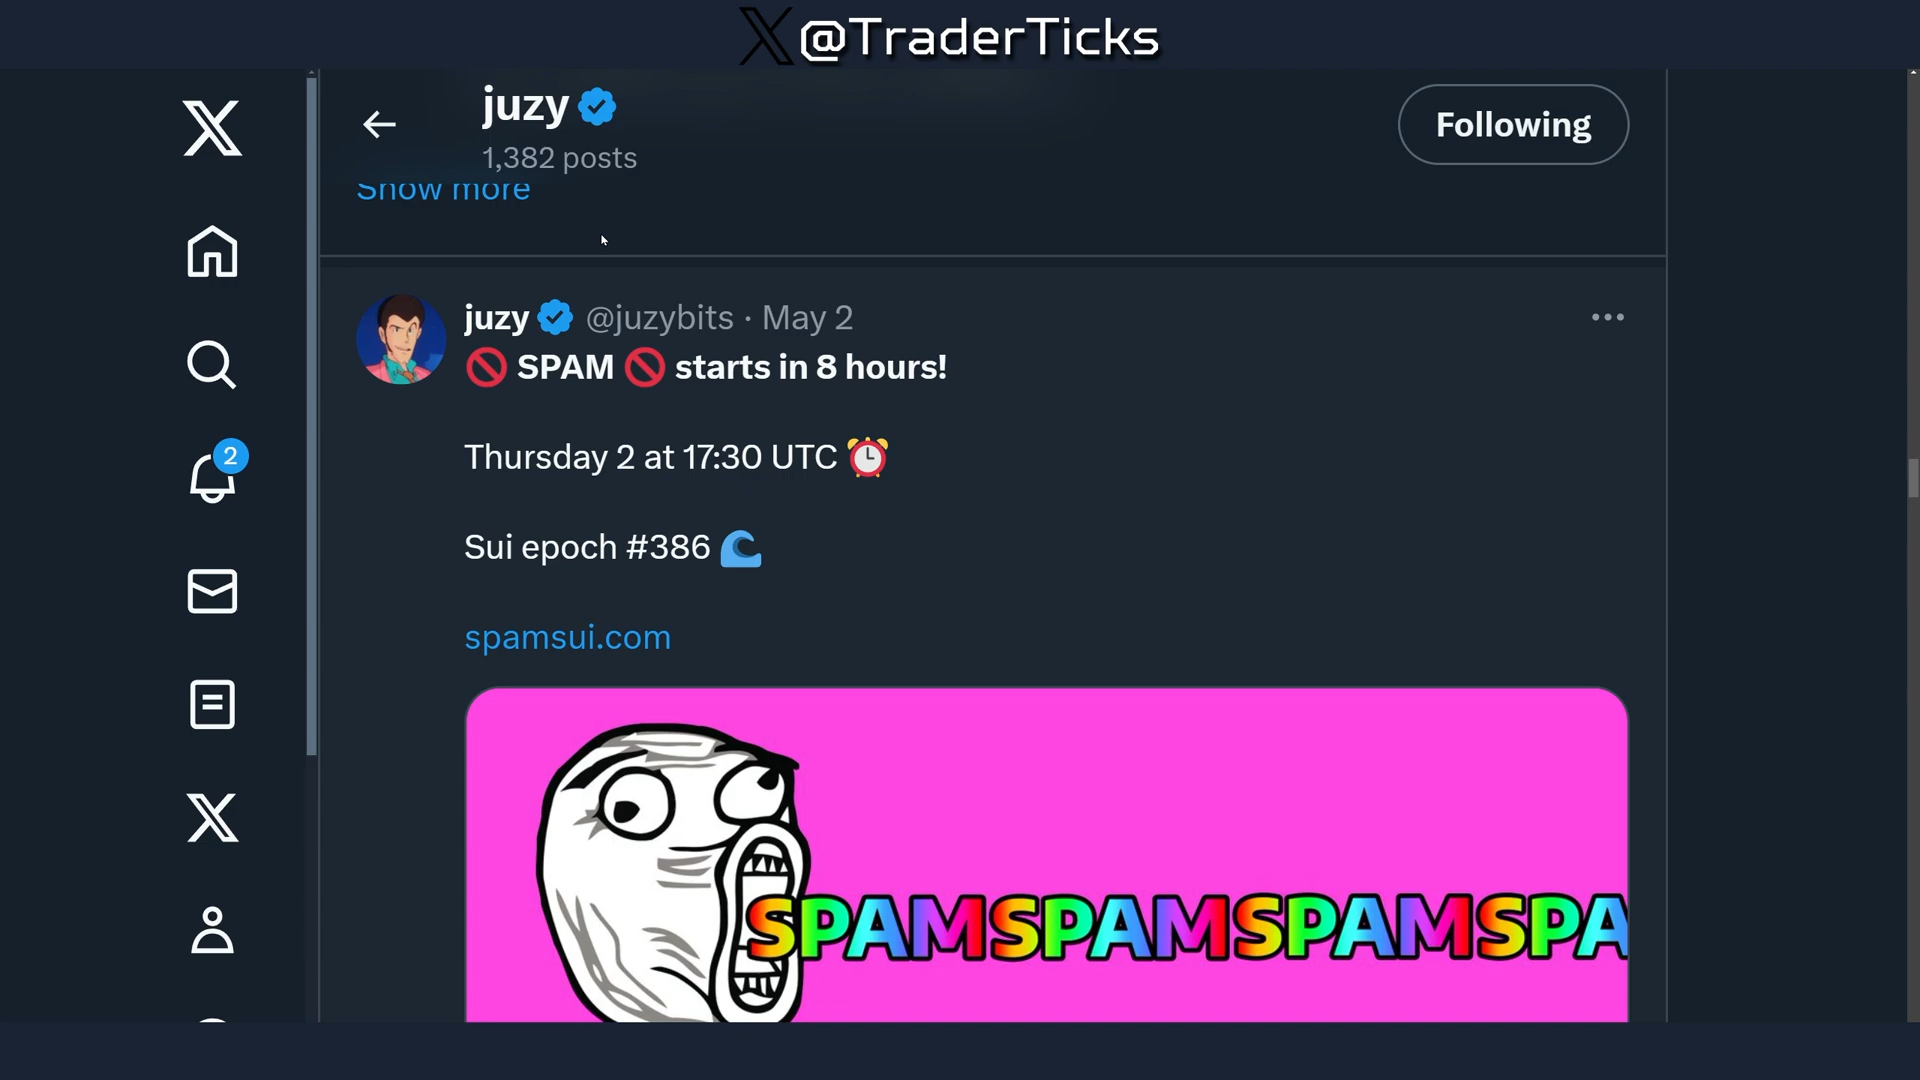 @TraderTicks
juzy
1,382 posts
Following
Show more
juzy @juzybits · May 2
🚫 SPAM 🚫 starts in 8 hours!
Thursday 2 at 17:30 UTC ⏰
Sui epoch #386 🌊
spamsui.com
2
SPAMSPAMSPAMSPA